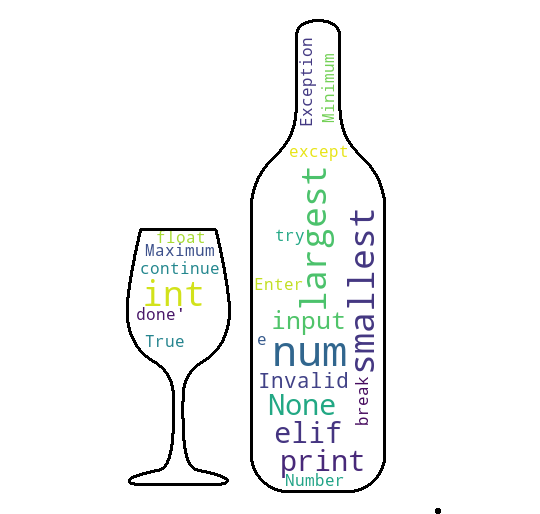 float
Maximum
continue
int
done'
True
Exception
Minimum
except
largest
try
smallest
Enter
input
e
num
Invalid
break
None
elif
print
Number